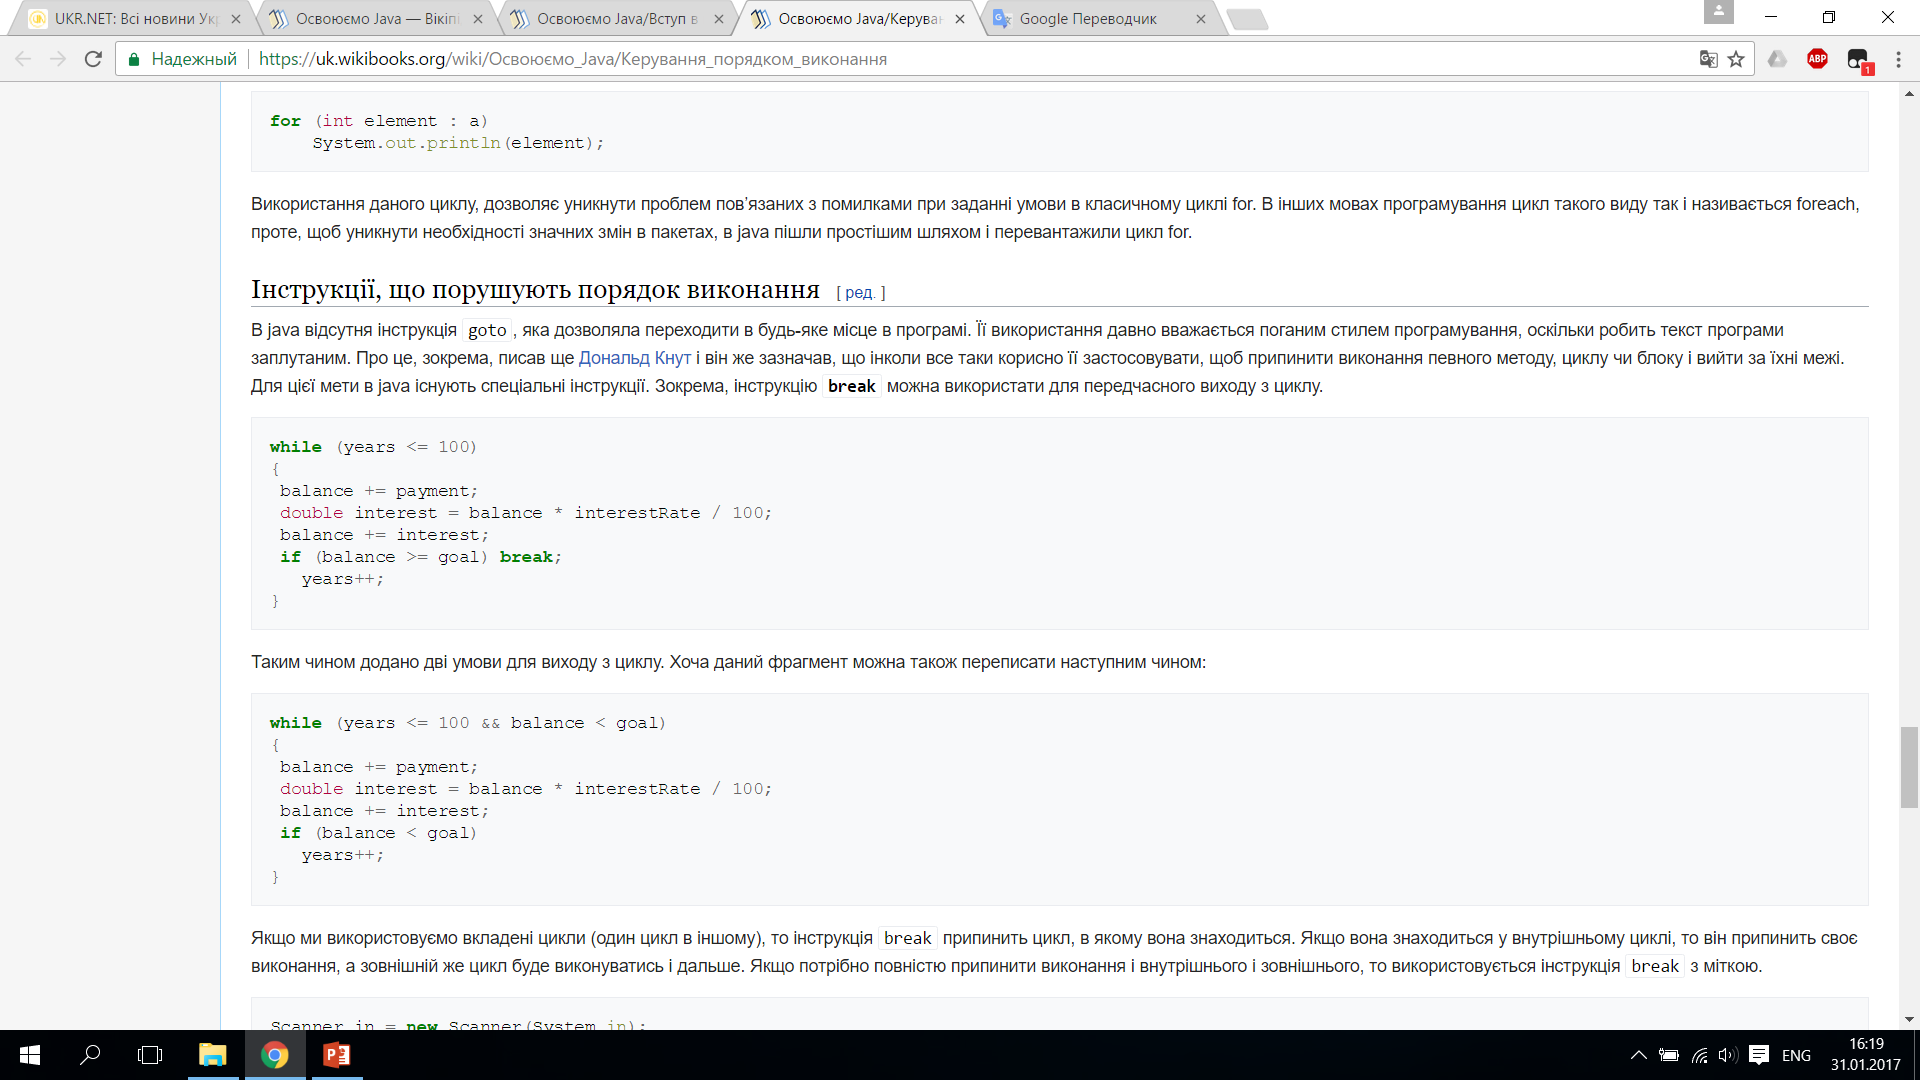 UKR.NET: Всі новини Укр
Освоюємо Java — Вікіпі
Освоюємо Java/Вступ в
Освоюємо Java/Керуван
Google Переводчик
Надежный
https://uk.wikibooks.org/wiki/Освоюємо_Java/Керування_порядком_виконання
ABP
1
for (int element : a)
System.out.println(element);
Використання даного циклу, дозволяє уникнути проблем пов’язаних з помилками при заданні умови в класичному циклі for. В інших мовах програмування цикл такого виду так і називається foreach,
проте, щоб уникнути необхідності значних змін в пакетах, в java пішли простішим шляхом і перевантажили цикл for.
Інструкції, що порушують порядок виконання [ ред. ]
В java відсутня інструкція goto, яка дозволяла переходити в будь-яке місце в програмі. Її використання давно вважається поганим стилем програмування, оскільки робить текст програми
заплутаним. Про це, зокрема, писав ще Дональд Кнут і він же зазначав, що інколи все таки корисно її застосовувати, щоб припинити виконання певного методу, циклу чи блоку і вийти за їхні межі.
Для цієї мети в java існують спеціальні інструкції. Зокрема, інструкцію break можна використати для передчасного виходу з циклу.
while (years <= 100)
{
balance += payment;
double interest = balance * interestRate / 100;
balance += interest;
if (balance >= goal) break;
years++;
}
Таким чином додано дві умови для виходу з циклу. Хоча даний фрагмент можна також переписати наступним чином:
while (years <= 100 && balance < goal)
{
balance += payment;
double interest = balance * interestRate / 100;
balance += interest;
if (balance < goal)
years++;
}
Якщо ми використовуємо вкладені цикли (один цикл в іншому), то інструкція break припинить цикл, в якому вона знаходиться. Якщо вона знаходиться у внутрішньому циклі, то він припинить своє
виконання, а зовнішній же цикл буде виконуватись і дальше. Якщо потрібно повністю припинити виконання і внутрішнього і зовнішнього, то використовується інструкція break з міткою.
Scanner in = new Scanner(System.in);
ENG
16:19
31.01.2017